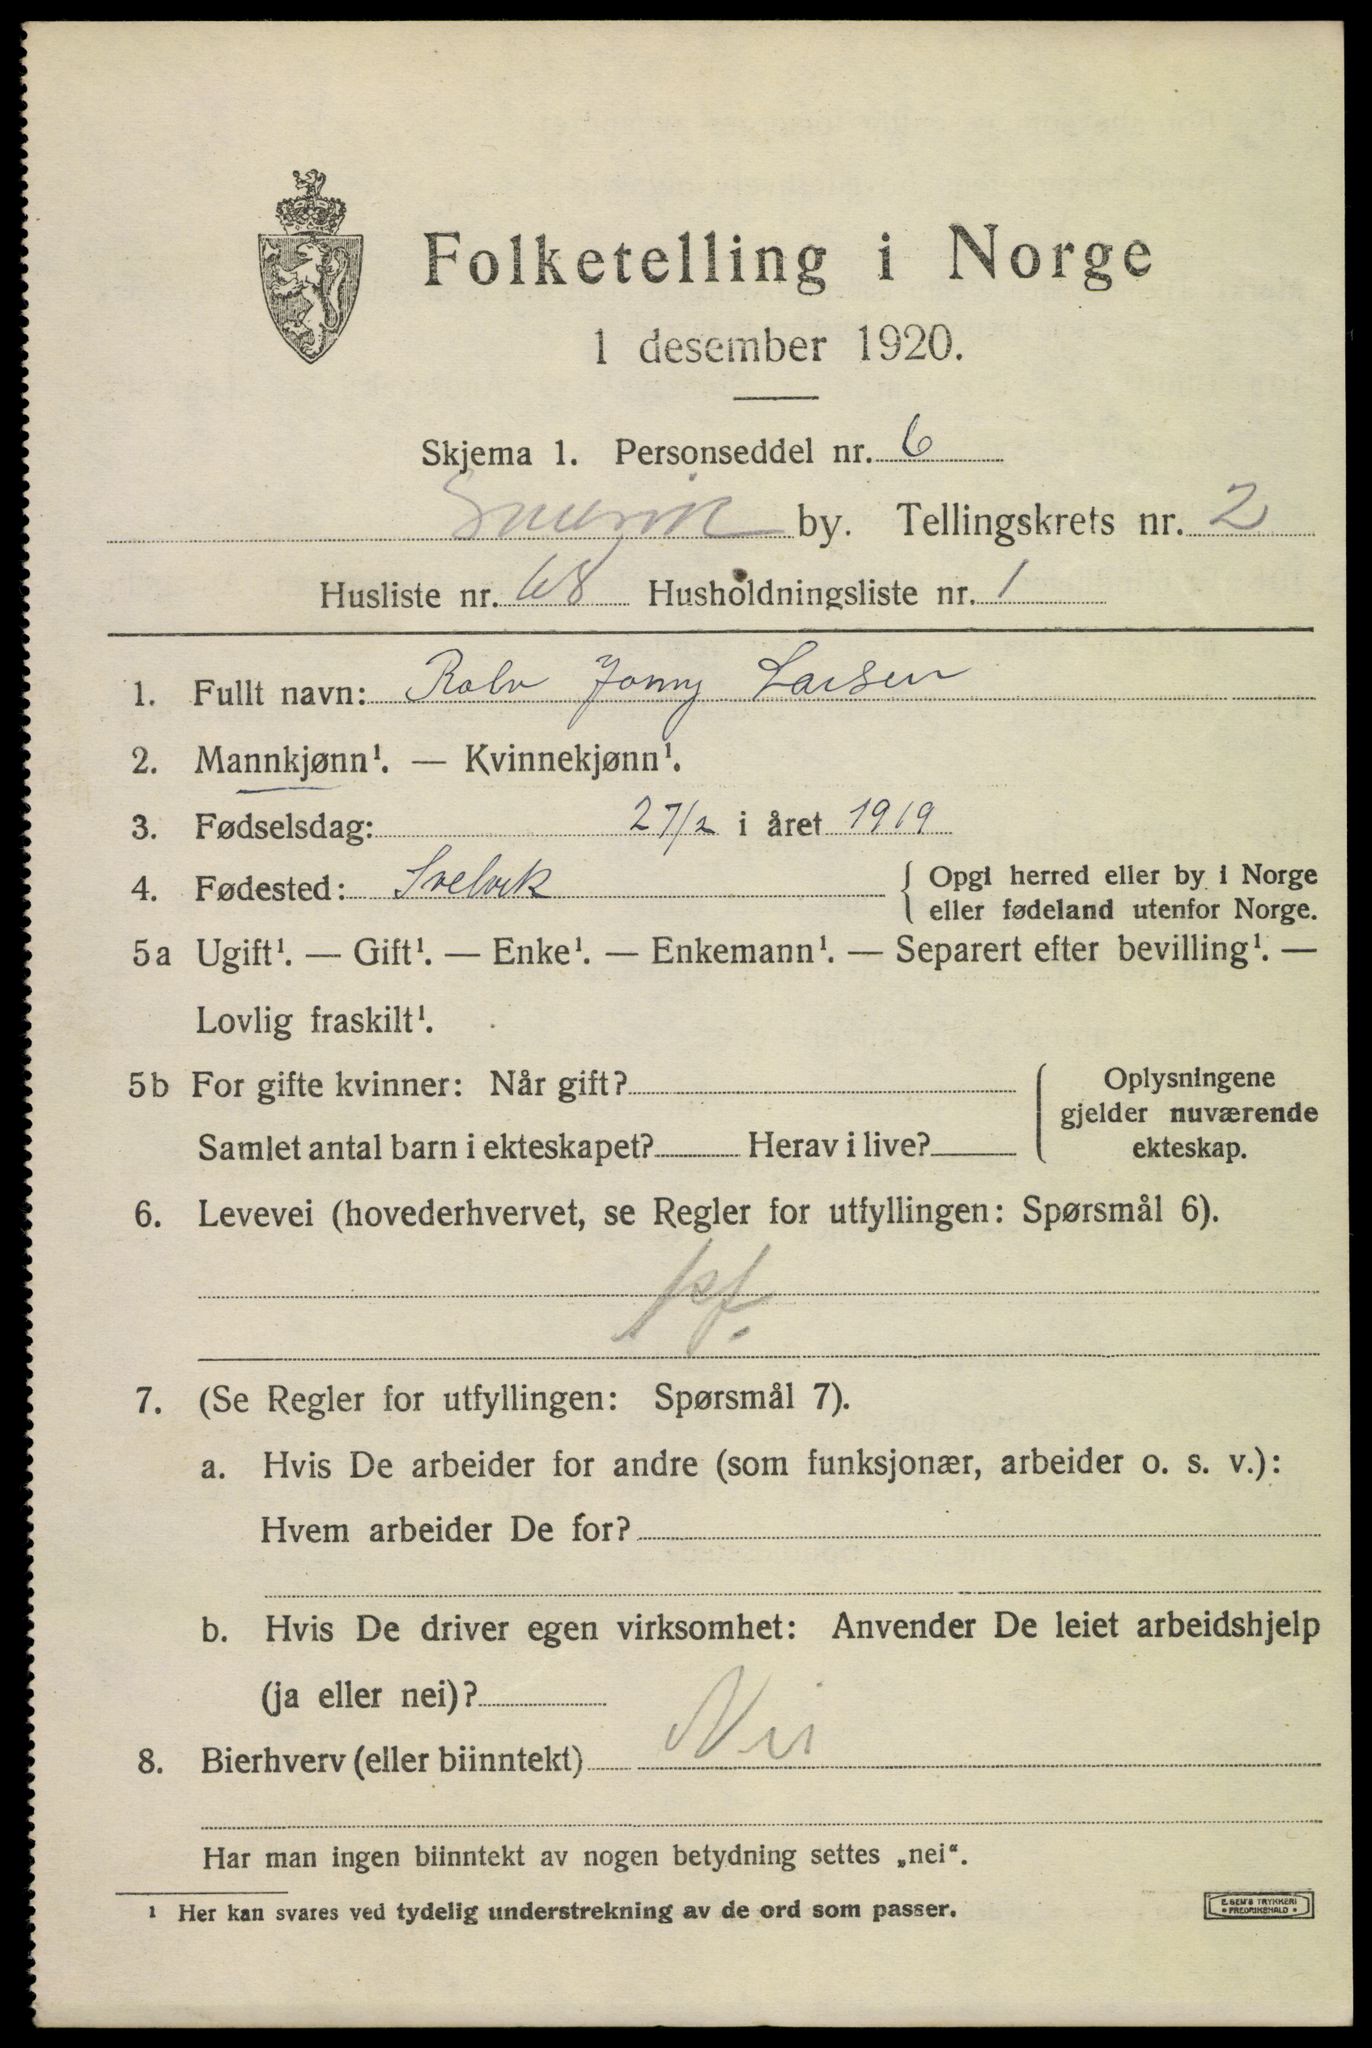 Folketelling i Norge
1 desember 1920.
Skjema 1. Personseddel nr. 6
by. Tellingskrets nr. 2
Husliste nr. 68 Husholdningsliste nr. 1
1. Fullt navn: Rolv Jonny Larsen
2. Mannkjønn¹. — Kvinnekjønn¹.
3. Fødselsdag: 27/2 i året 1919
4. Fødested: Svelvik { Opgi herred eller by i Norge
eller fødeland utenfor Norge.
5a Ugift¹. — Gift¹. — Enke¹. — Enkemann¹. — Separert efter bevilling¹. —
Lovlig fraskilt¹.
5b For gifte kvinner: Når gift?
Samlet antal barn i ekteskapet? Herav i live?
Oplysningene
gjelder nuværende
ekteskap.
6. Levevei (hovederhvervet, se Regler for utfyllingen: Spørsmål 6).
7. (Se Regler for utfyllingen: Spørsmål 7).
a. Hvis De arbeider for andre (som funksjonær, arbeider o. s. v.):
Hvem arbeider De for?
b. Hvis De driver egen virksomhet: Anvender De leiet arbeidshjelp
(ja eller nei)?
8. Bierhverv (eller biinntekt) Nei
Har man ingen biinntekt av nogen betydning settes „nei“.
¹ Her kan svares ved tydelig understrekning av de ord som passer.
E. SEM'S TRYKKERI
• FREDRIKSHALD •